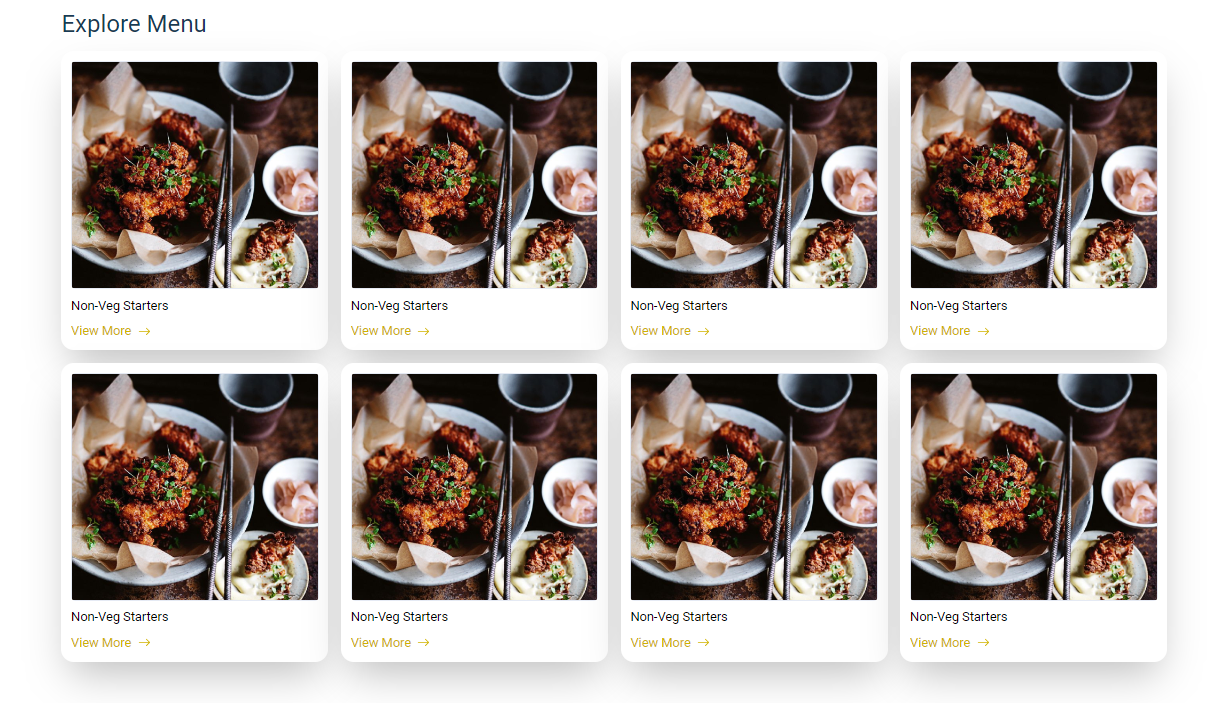 Explore Menu
Non-Veg Starters Non-Veg Starters Non-Veg Starters Non-Veg Starters
View More → View More → View More → View More →
Non-Veg Starters Non-Veg Starters Non-Veg Starters Non-Veg Starters
View More → View More → View More → View More →